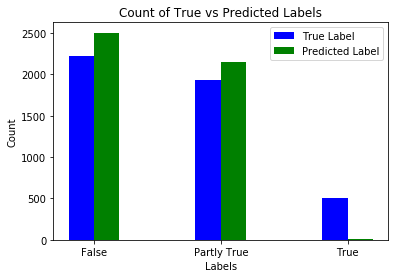 Count of True vs Predicted Labels
True Label
Predicted Label
2500
2000
1500
1000
500
0
Count
False
Partly True
True
Labels